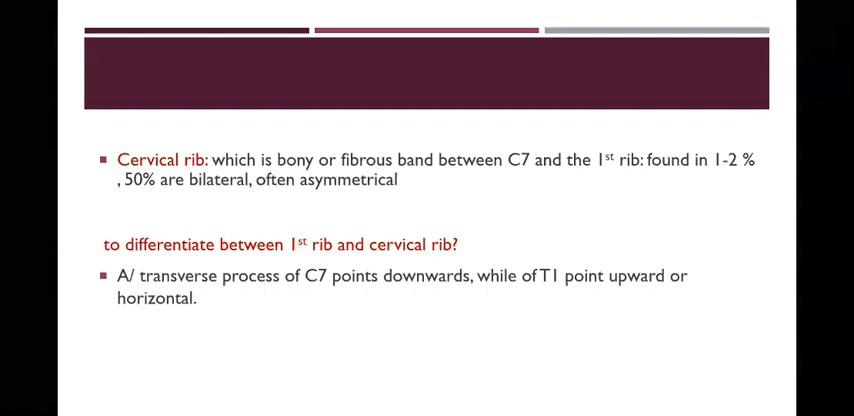 Cervical rib: which is bony or fibrous band between C7 and the 1st rib: found in 1-2 %
, 50% are bilateral, often asymmetrical
to differentiate between 1st rib and cervical rib?
A/ transverse process of C7 points downwards, while of T1 point upward or
horizontal.